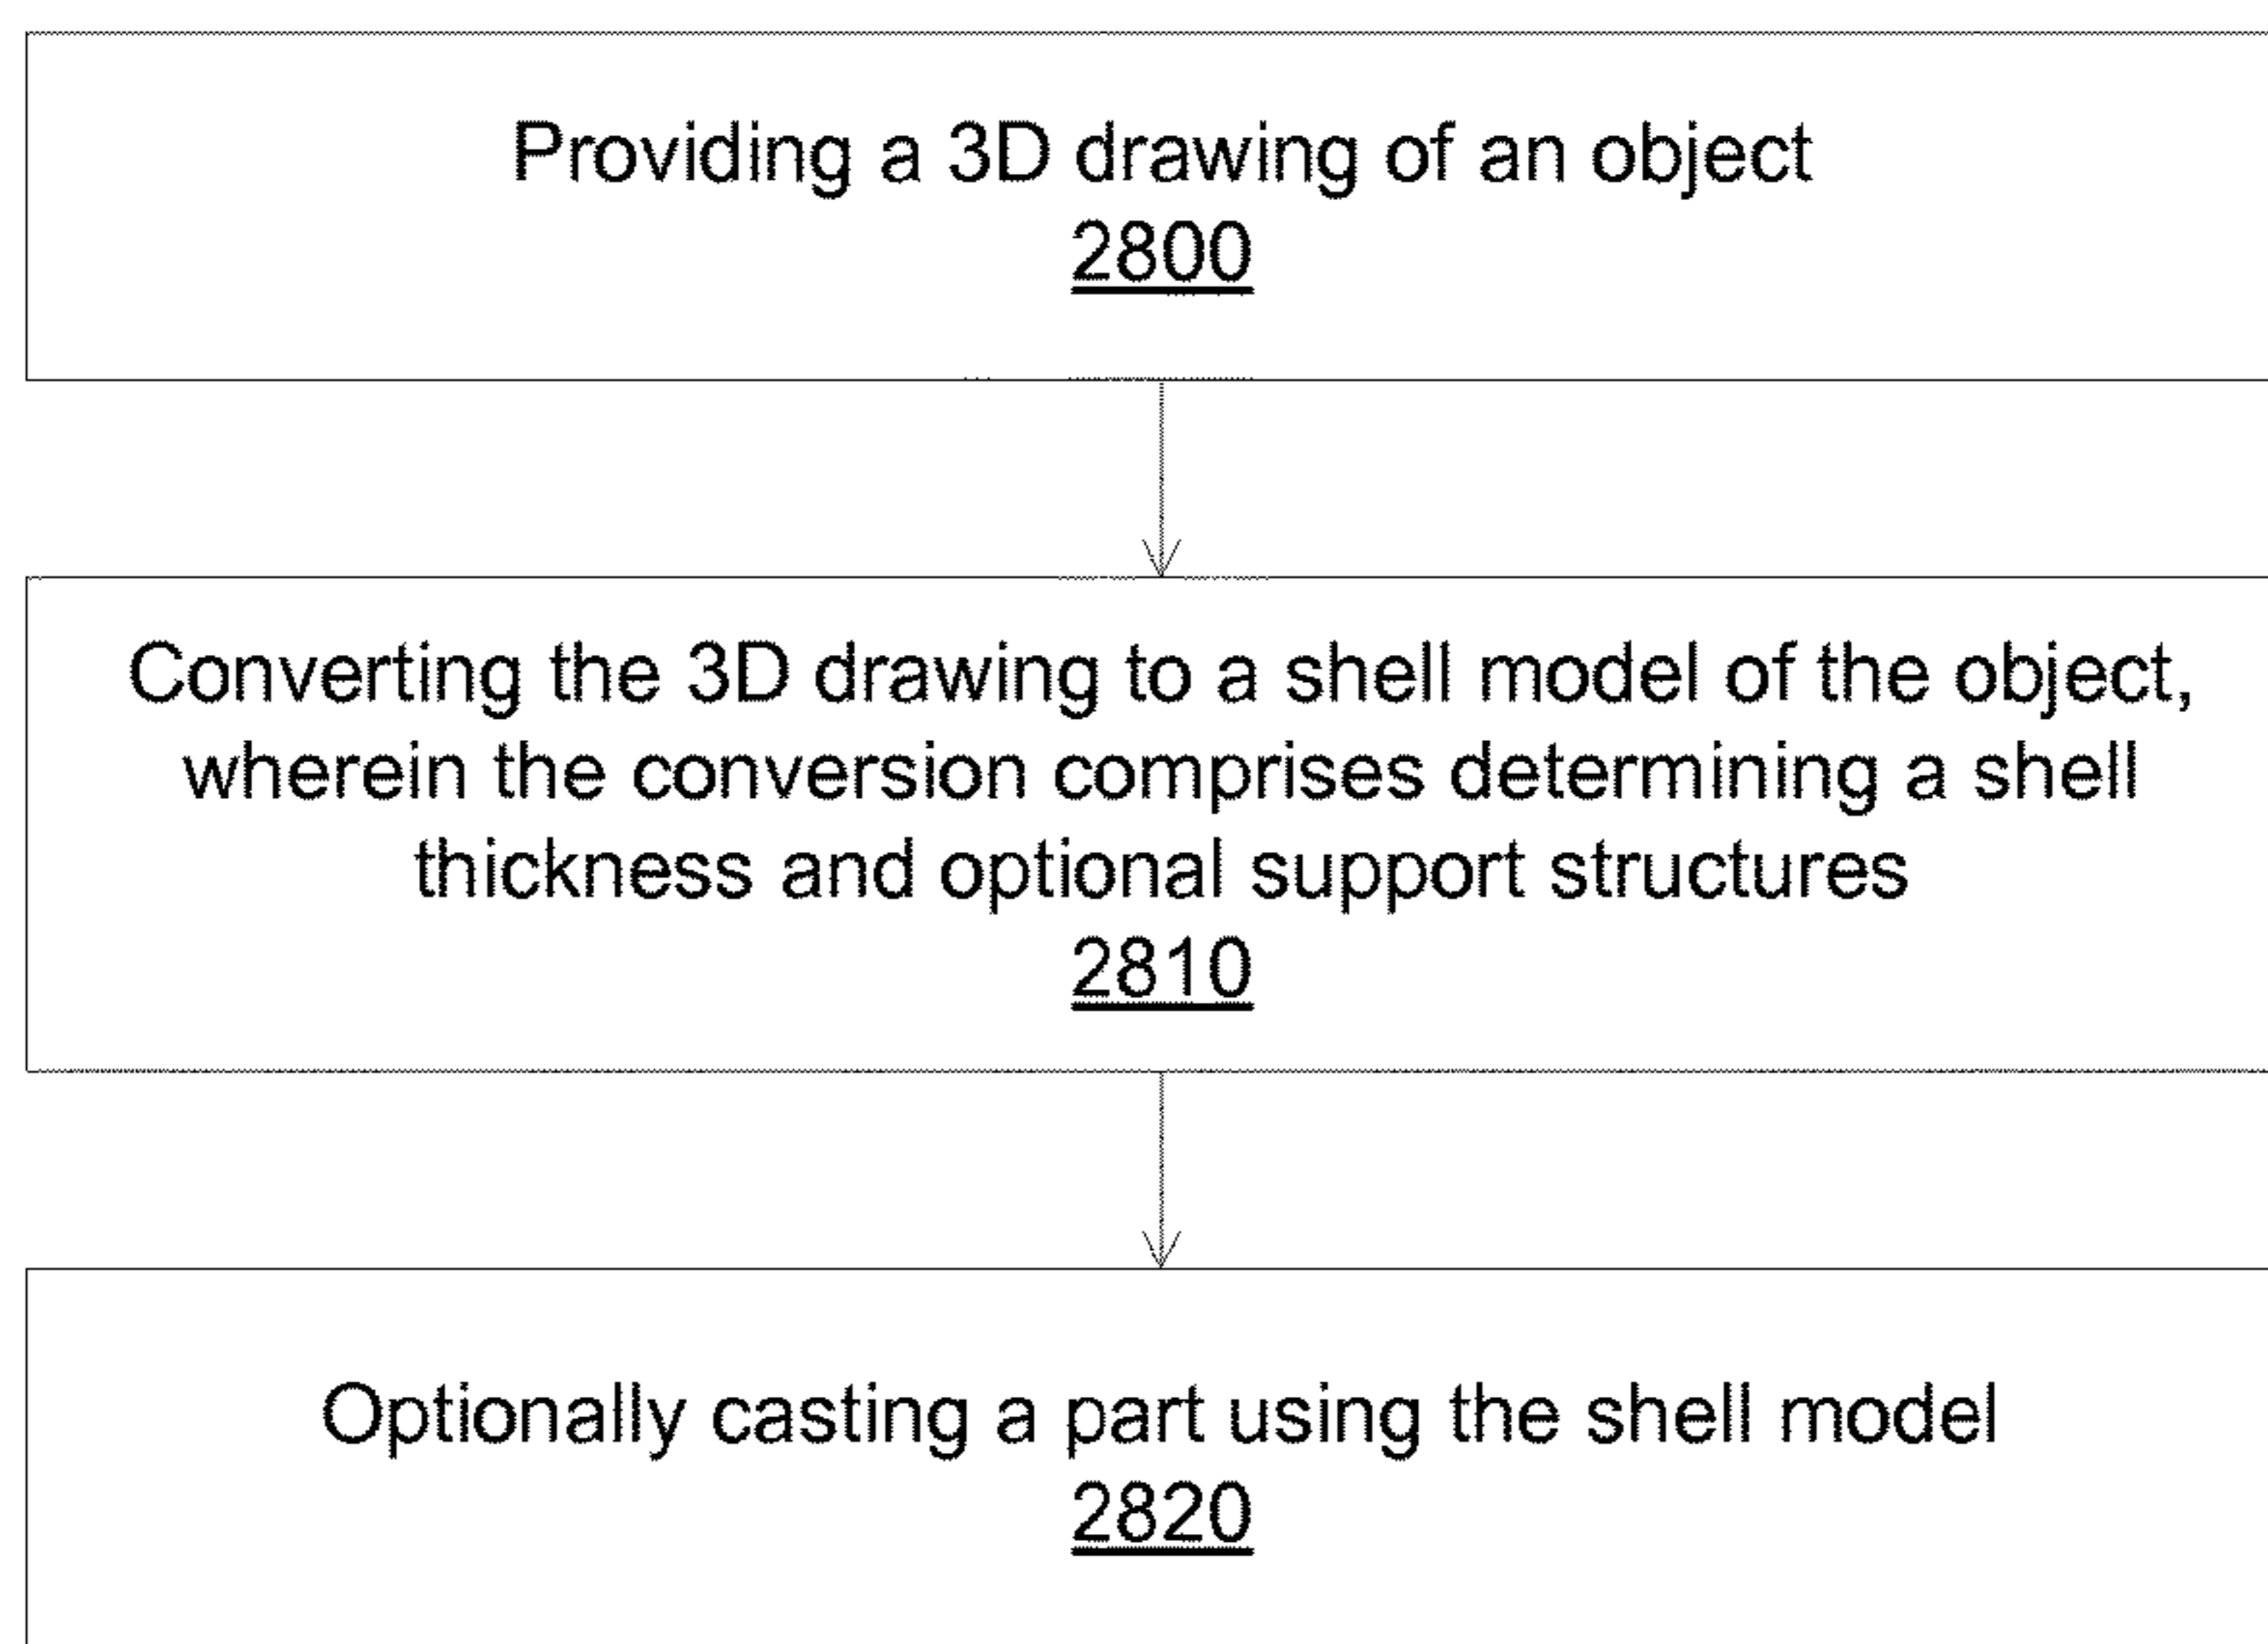 Providing a 3D drawing of an object
2800
Converting the 3D drawing to a shell model of the object,
wherein the conversion comprises determining a shell
thickness and optional support structures
2810
Optionally casting a part using the shell model
2820